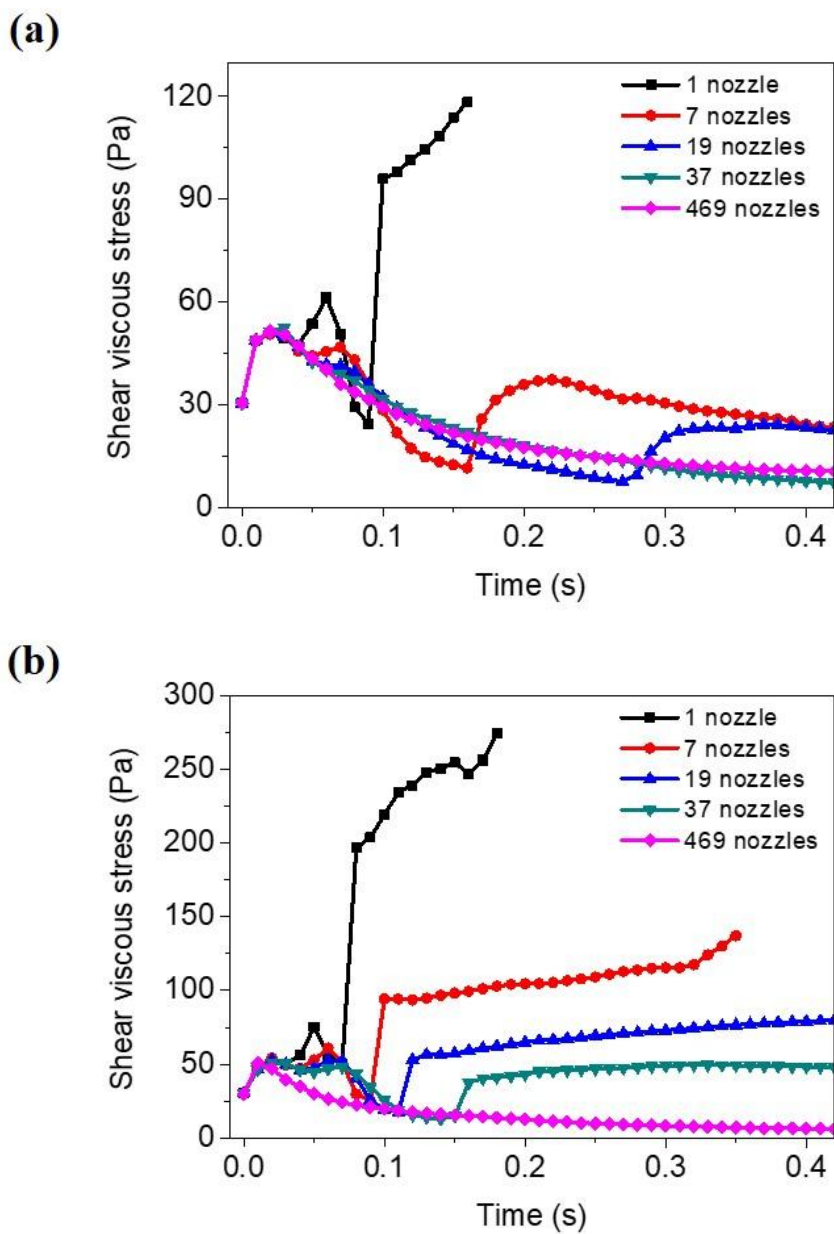 (a)
120
90
60
30
0
Shear viscous stress (Pa)
1 nozzle
7 nozzles
19 nozzles
37 nozzles
469 nozzles
0.0 0.1 0.2 0.3 0.4
Time (s)
(b)
300
250
200
150
100
50
0
Shear viscous stress (Pa)
1 nozzle
7 nozzles
19 nozzles
37 nozzles
469 nozzles
0.0 0.1 0.2 0.3 0.4
Time (s)